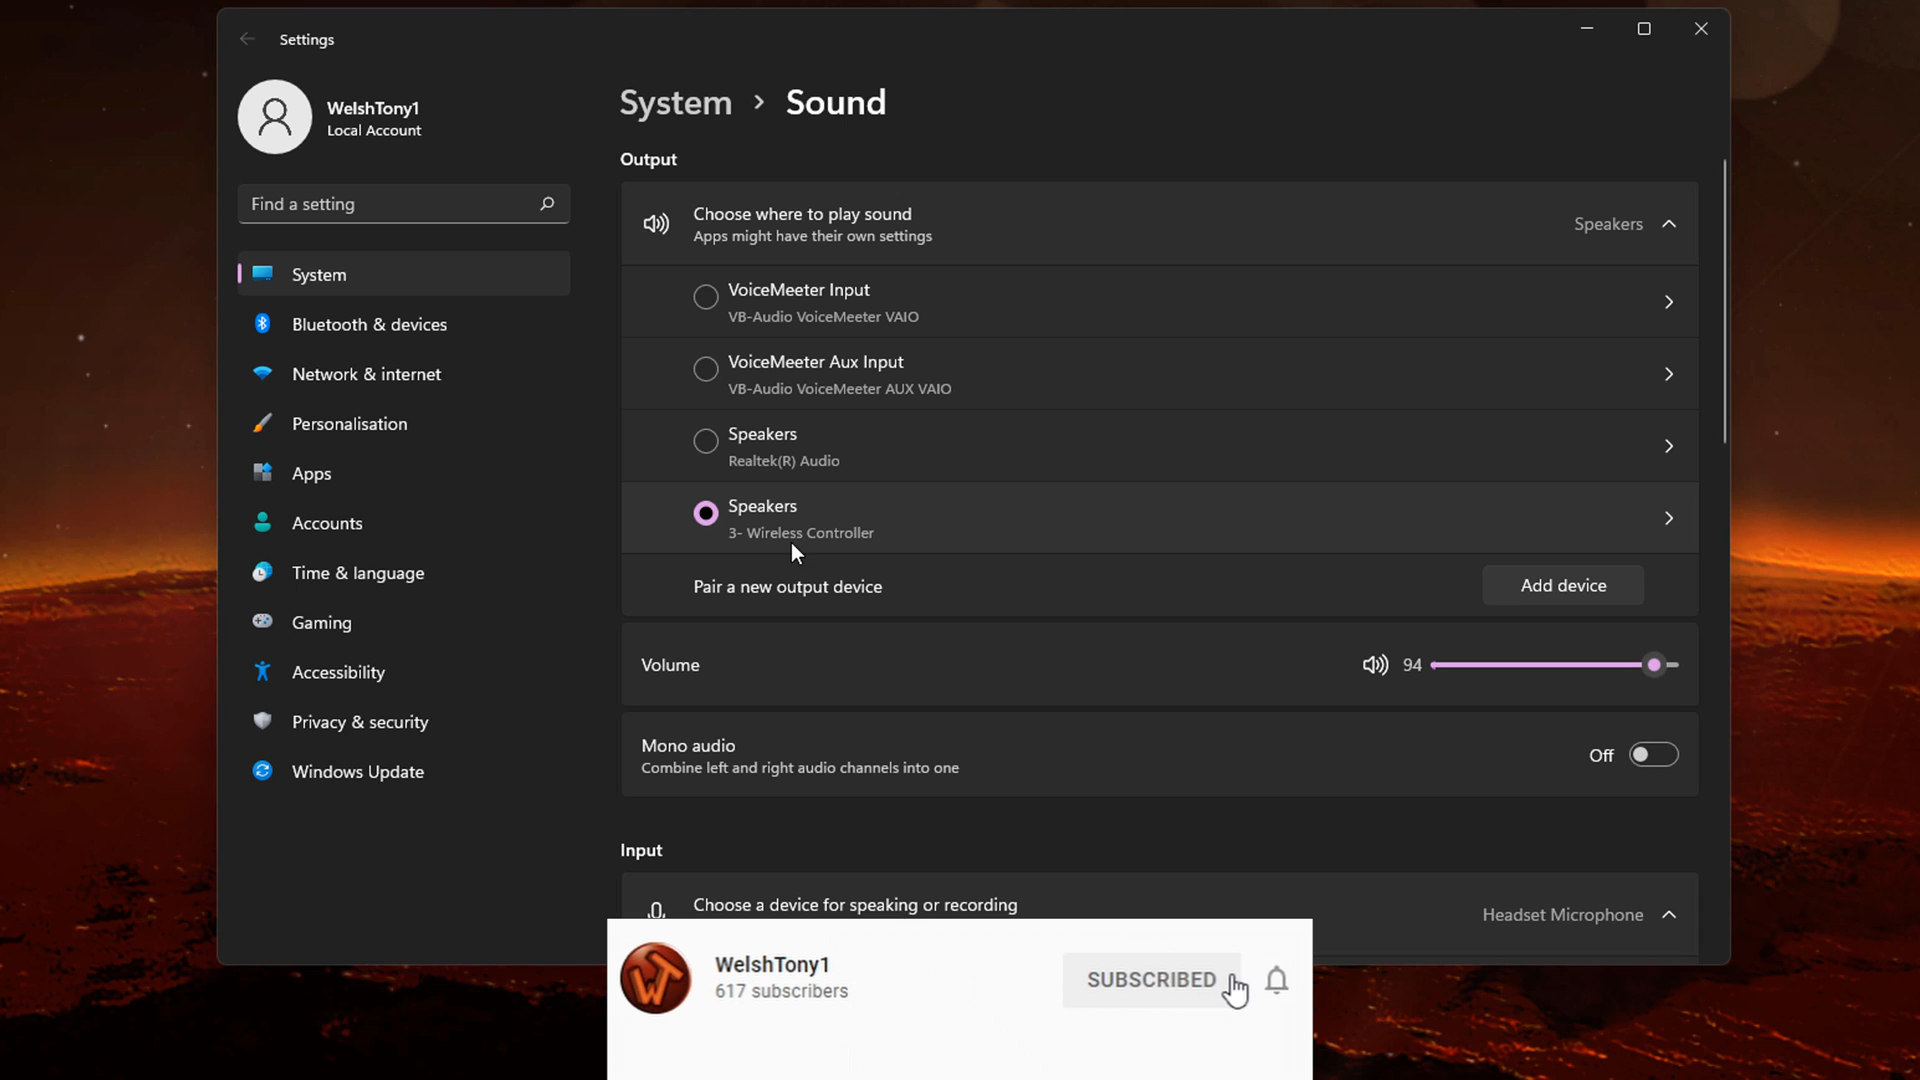 Settings
WelshTony1
Local Account
Find a setting
System
Bluetooth & devices
Network & internet
Personalisation
Apps
Accounts
Time & language
Gaming
Accessibility
Privacy & security
Windows Update
System > Sound
Output
Choose where to play sound
Apps might have their own settings
Speakers
VoiceMeeter Input
VB-Audio VoiceMeeter VAIO
VoiceMeeter Aux Input
VB-Audio VoiceMeeter AUX VAIO
Speakers
Realtek(R) Audio
Speakers
3- Wireless Controller
Pair a new output device
Add device
Volume
94
Mono audio
Combine left and right audio channels into one
Off
Input
Choose a device for speaking or recording
Headset Microphone
WT
WelshTony1
617 subscribers
SUBSCRIBED